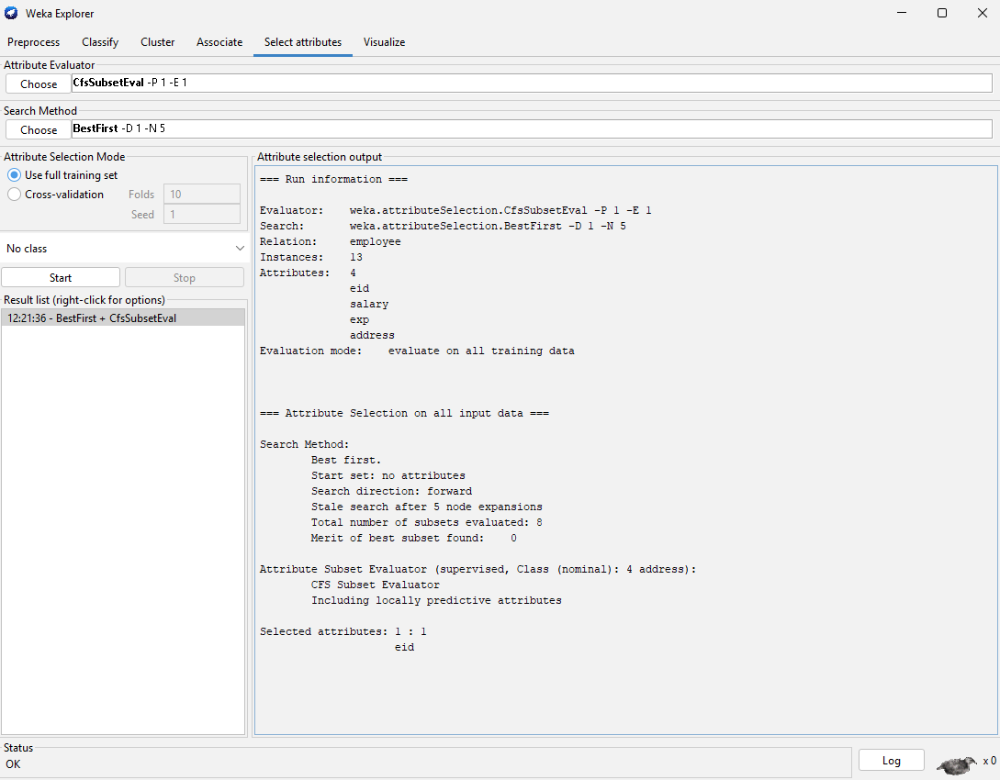 Weka Explorer
Preprocess Classify Cluster Associate Select attributes Visualize
Attribute Evaluator
Choose CfsSubsetEval -P 1 -E 1
Search Method
Choose BestFirst -D 1 -N 5
Attribute Selection Mode
Use full training set
Cross-validation Folds 10
Seed 1
No class
Start Stop
Result list (right-click for options)
12:21:36 - BestFirst + CfsSubsetEval
Attribute selection output
=== Run information ===
Evaluator: weka.attributeSelection.CfsSubsetEval -P 1 -E 1
Search: weka.attributeSelection.BestFirst -D 1 -N 5
Relation: employee
Instances: 13
Attributes: 4
eid
salary
exp
address
Evaluation mode: evaluate on all training data
=== Attribute Selection on all input data ===
Search Method:
Best first.
Start set: no attributes
Search direction: forward
Stale search after 5 node expansions
Total number of subsets evaluated: 8
Merit of best subset found: 0
Attribute Subset Evaluator (supervised, Class (nominal): 4 address):
CFS Subset Evaluator
Including locally predictive attributes
Selected attributes: 1 : 1
eid
Status
OK
Log
x 0